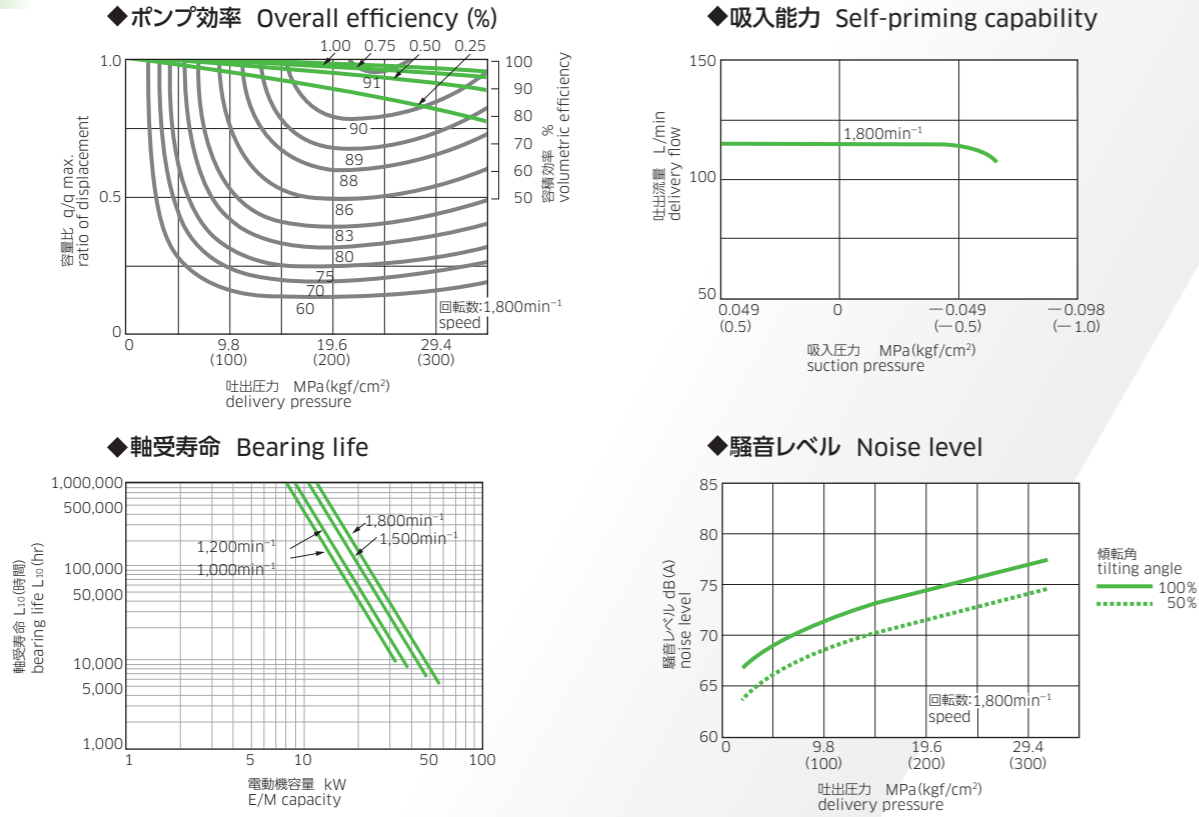 ◆ポンプ効率 Overall efficiency (%)
1.00 0.75 0.50 0.25
1.0
0.5
0
容量比 q/q max.
ratio of displacement
100
90
80
70
60
50
容積効率 %
volumetric efficiency
91
90
89
88
86
83
80
75
70
60
回転数:1,800min⁻¹
speed
0 9.8 19.6 29.4
(100) (200) (300)
吐出圧力 MPa(kgf/cm²)
delivery pressure
◆吸入能力 Self-priming capability
150
100
50
吐出流量 L/min
delivery flow
1,800min⁻¹
0.049 0 −0.049 −0.098
(0.5) (−0.5) (−1.0)
吸入圧力 MPa(kgf/cm²)
suction pressure
◆軸受寿命 Bearing life
1,000,000
500,000
100,000
50,000
10,000
5,000
1,000
軸受寿命 L₁₀(時間)
bearing life L₁₀(hr)
1,800min⁻¹
1,500min⁻¹
1,200min⁻¹
1,000min⁻¹
1 5 10 50 100
電動機容量 kW
E/M capacity
◆騒音レベル Noise level
85
80
75
70
65
60
騒音レベル dB(A)
noise level
傾転角
tilting angle
100%
50%
回転数:1,800min⁻¹
speed
0 9.8 19.6 29.4
(100) (200) (300)
吐出圧力 MPa(kgf/cm²)
delivery pressure